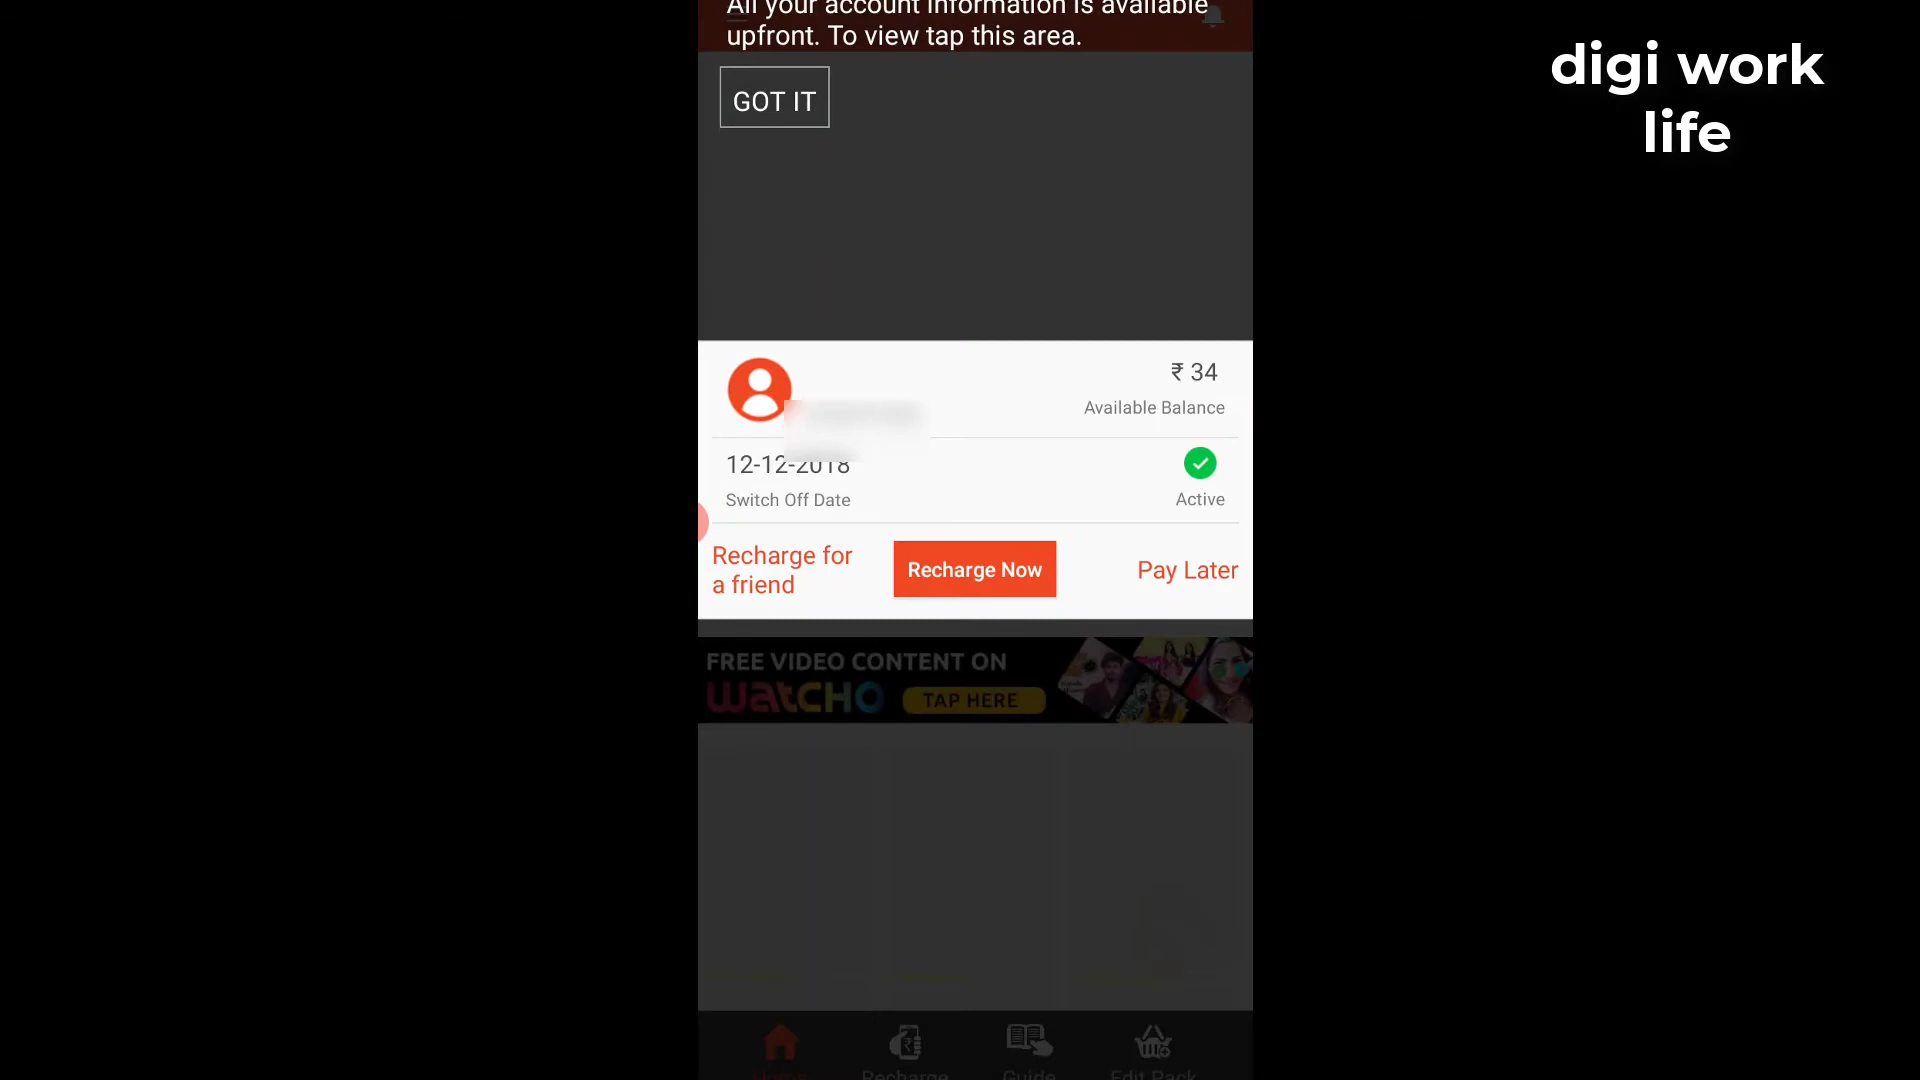 All your account information is available
upfront. To view tap this area.
GOT IT
digi work
life
₹ 34
Available Balance
12-12-2018
Switch Off Date
Active
Recharge for
a friend
Recharge Now
Pay Later
FREE VIDEO CONTENT ON
WATCHO
TAP HERE
Home
Recharge
Guide
Edit Pack